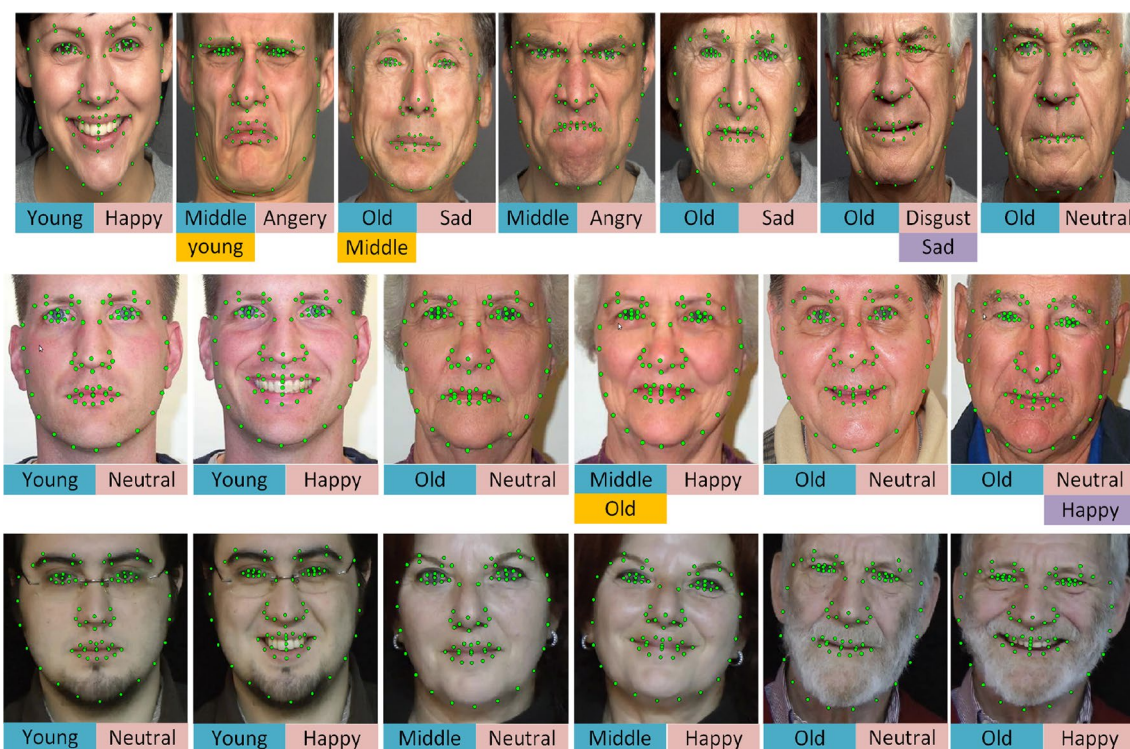 Young Happy Middle Angery Old Sad Middle Angry Old Sad Old Disgust Old Neutral
young Middle Sad
Young Neutral Young Happy Old Neutral Middle Happy Old Neutral Old Neutral
Old Happy
Young Neutral Young Happy Middle Neutral Middle Happy Old Neutral Old Happy